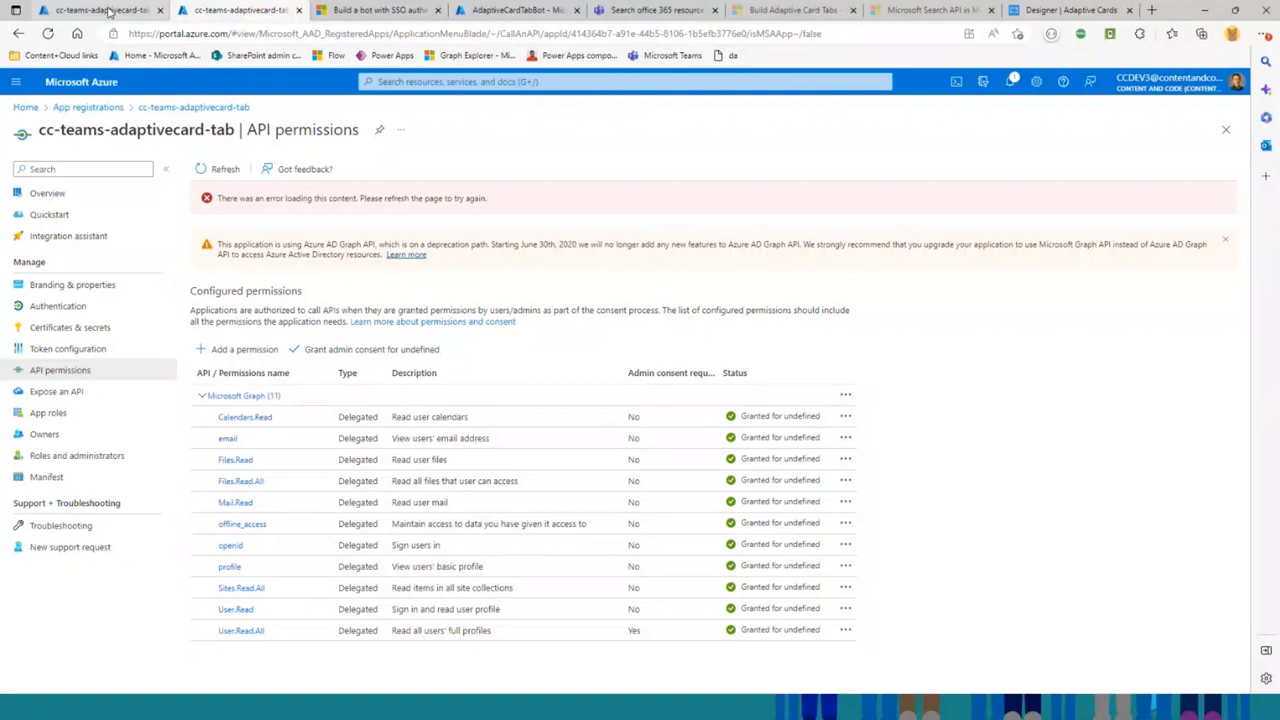 cc-teams-adaptivecard-tab
cc-teams-adaptivecard-tab
Build a bot with SSO authe
AdaptiveCardTabBot - Mic
Search office 365 resource
Build Adaptive Card Tabs
Microsoft Search API in M
Designer | Adaptive Cards
https://portal.azure.com/#view/Microsoft_AAD_RegisteredApps/ApplicationMenuBlade/~/CallAnAPI/appId/414364b7-a91e-44b5-8106-1b5efb3776e0/isMSAApp~/false
Content+Cloud links
Home - Microsoft A...
SharePoint admin c...
Flow
Power Apps
Graph Explorer - Mi...
Power Apps compo...
Microsoft Teams
da
Microsoft Azure
Search resources, services, and docs (G+/)
1
CCDEV3@contentandco...
CONTENT AND CODE (CONTENT...
Home > App registrations > cc-teams-adaptivecard-tab
cc-teams-adaptivecard-tab | API permissions
Search
Refresh
Got feedback?
There was an error loading this content. Please refresh the page to try again.
This application is using Azure AD Graph API, which is on a deprecation path. Starting June 30th, 2020 we will no longer add any new features to Azure AD Graph API. We strongly recommend that you upgrade your application to use Microsoft Graph API instead of Azure AD Graph
API to access Azure Active Directory resources. Learn more
Overview
Quickstart
Integration assistant
Manage
Branding & properties
Authentication
Certificates & secrets
Token configuration
API permissions
Expose an API
App roles
Owners
Roles and administrators
Manifest
Support + Troubleshooting
Troubleshooting
New support request
Configured permissions
Applications are authorized to call APIs when they are granted permissions by users/admins as part of the consent process. The list of configured permissions should include
all the permissions the application needs. Learn more about permissions and consent
Add a permission
Grant admin consent for undefined
API / Permissions name Type Description Admin consent requ... Status
Microsoft Graph (11)
Calendars.Read Delegated Read user calendars No Granted for undefined
email Delegated View users' email address No Granted for undefined
Files.Read Delegated Read user files No Granted for undefined
Files.Read.All Delegated Read all files that user can access No Granted for undefined
Mail.Read Delegated Read user mail No Granted for undefined
offline_access Delegated Maintain access to data you have given it access to No Granted for undefined
openid Delegated Sign users in No Granted for undefined
profile Delegated View users' basic profile No Granted for undefined
Sites.Read.All Delegated Read items in all site collections No Granted for undefined
User.Read Delegated Sign in and read user profile No Granted for undefined
User.Read.All Delegated Read all users' full profiles Yes Granted for undefined